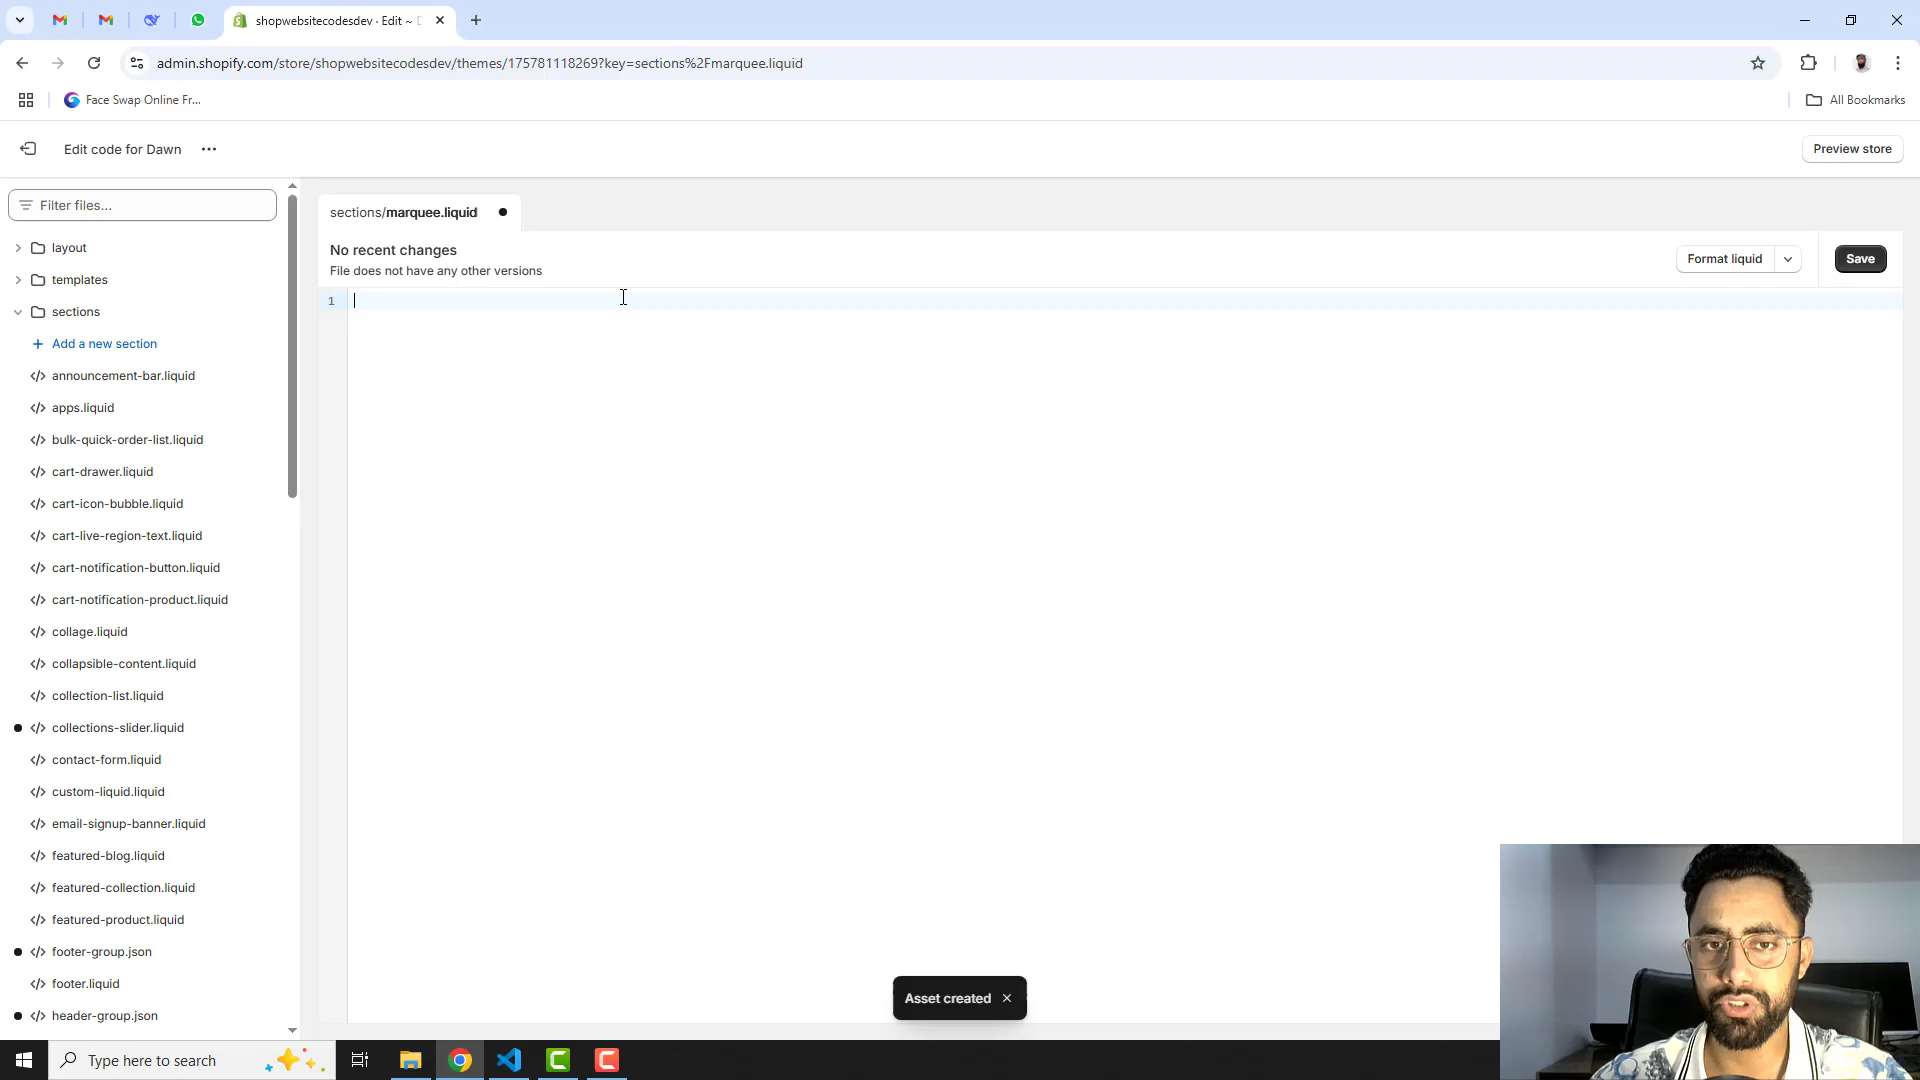 shopwebsitecodesdev · Edit ~
admin.shopify.com/store/shopwebsitecodesdev/themes/175781118269?key=sections%2Fmarquee.liquid
Face Swap Online Fr...
All Bookmarks
Edit code for Dawn
Preview store
Filter files...
sections/marquee.liquid
No recent changes
File does not have any other versions
Format liquid
Save
1
layout
templates
sections
Add a new section
announcement-bar.liquid
apps.liquid
bulk-quick-order-list.liquid
cart-drawer.liquid
cart-icon-bubble.liquid
cart-live-region-text.liquid
cart-notification-button.liquid
cart-notification-product.liquid
collage.liquid
collapsible-content.liquid
collection-list.liquid
collections-slider.liquid
contact-form.liquid
custom-liquid.liquid
email-signup-banner.liquid
featured-blog.liquid
featured-collection.liquid
featured-product.liquid
footer-group.json
footer.liquid
header-group.json
Asset created
Type here to search